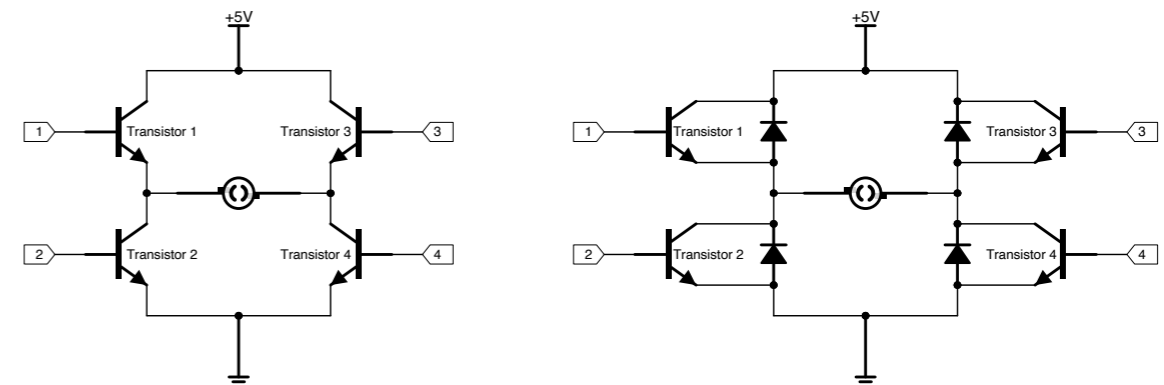 +5V
1
Transistor 1
Transistor 3
3
2
Transistor 2
Transistor 4
4
+5V
1
Transistor 1
Transistor 3
3
2
Transistor 2
Transistor 4
4